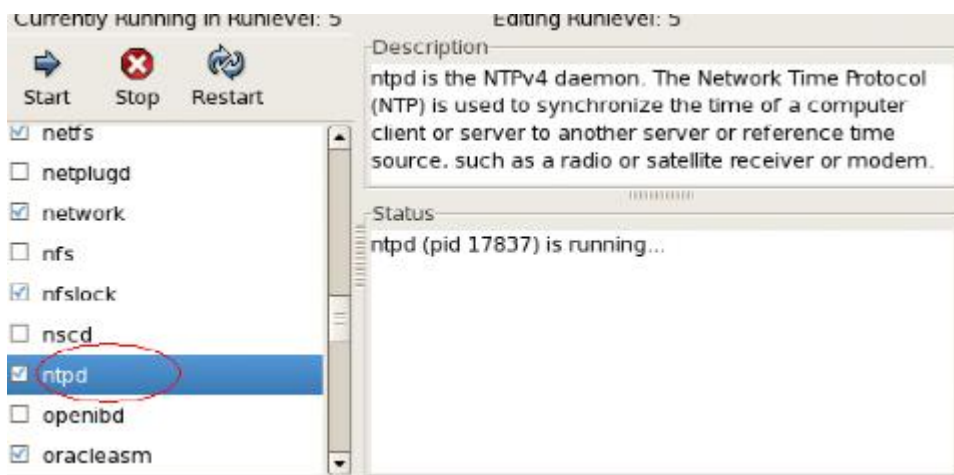 Currently Running in Runlevel: 5
Editing Runlevel: 5
Start
Stop
Restart
netfs
netplugd
network
nfs
nfslock
nscd
ntpd
openibd
oracleasm
Description
ntpd is the NTPv4 daemon. The Network Time Protocol
(NTP) is used to synchronize the time of a computer
client or server to another server or reference time
source, such as a radio or satellite receiver or modem.
Status
ntpd (pid 17837) is running...